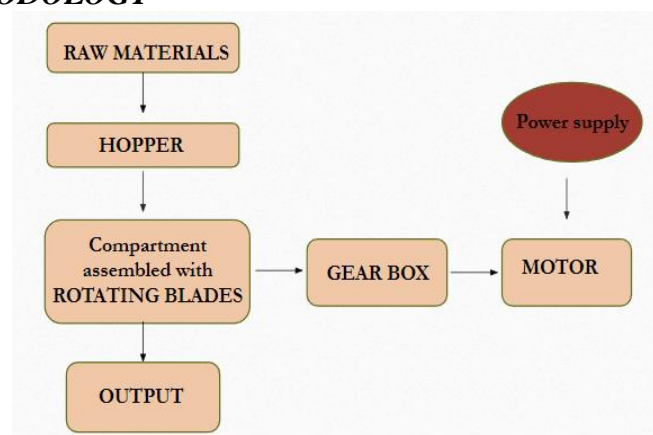 RAW MATERIALS
HOPPER
Power supply
Compartment
assembled with
ROTATING BLADES
GEAR BOX
MOTOR
OUTPUT